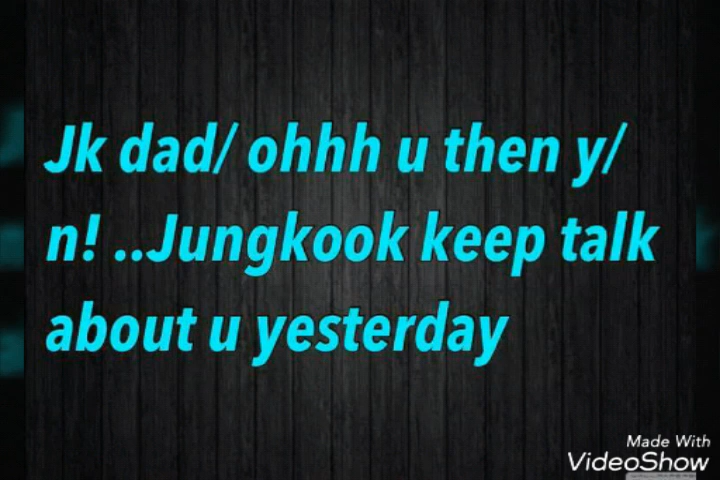 Jk dad/ ohhh u then y/
n! ..Jungkook keep talk
about u yesterday
Made With
VideoShow